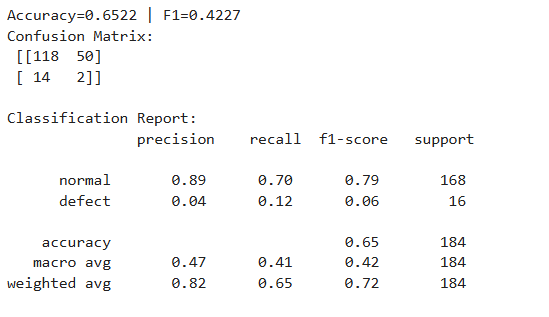 Accuracy=0.6522 | F1=0.4227
Confusion Matrix:
[[118 50]
[ 14 2]]
Classification Report:
precision recall f1-score support
normal 0.89 0.70 0.79 168
defect 0.04 0.12 0.06 16
accuracy 0.65 184
macro avg 0.47 0.41 0.42 184
weighted avg 0.82 0.65 0.72 184